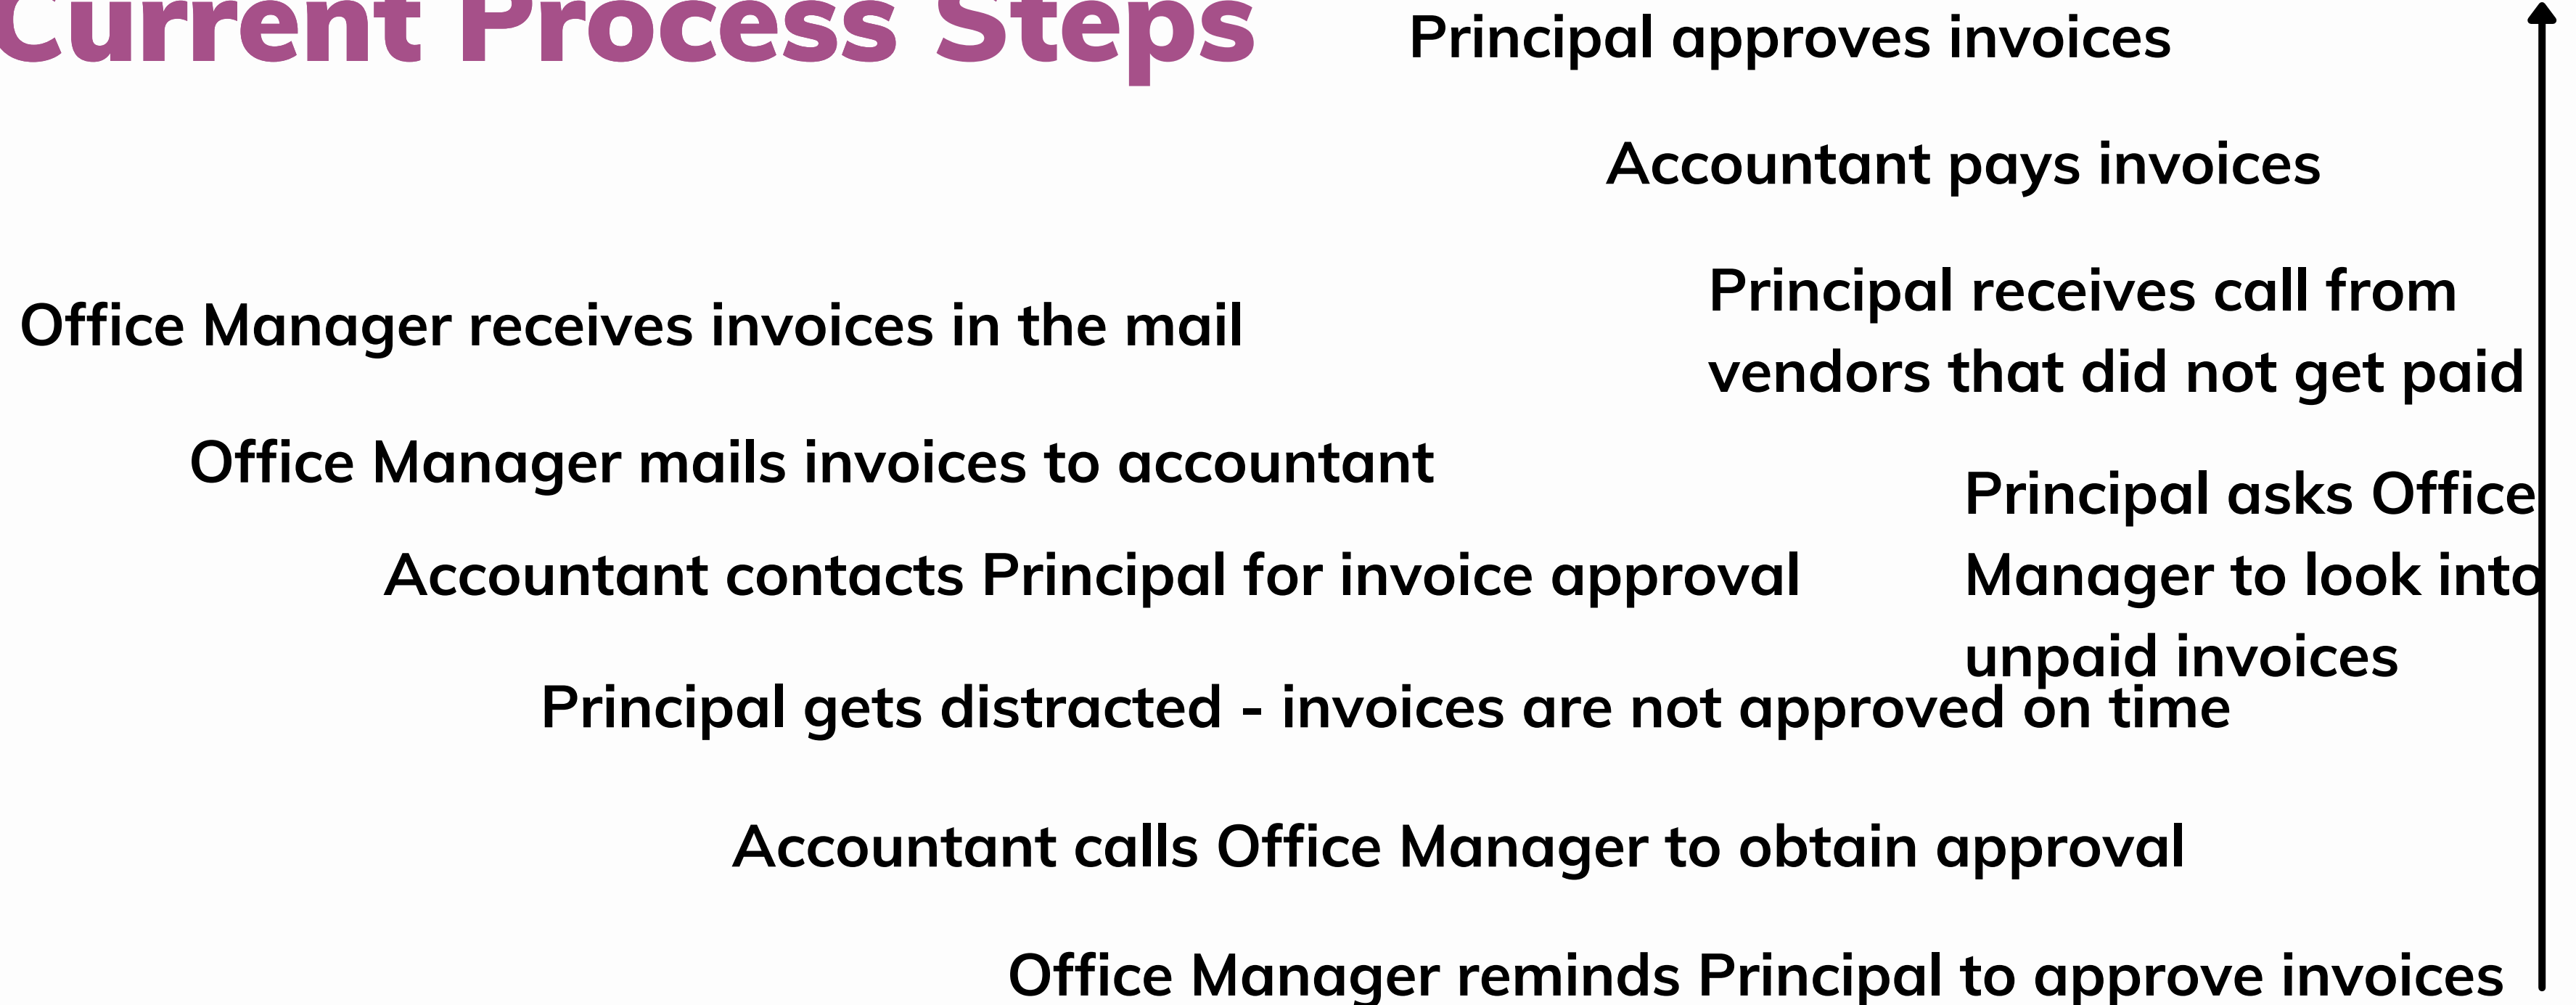 Current Process Steps
Office Manager receives invoices in the mail
Office Manager mails invoices to accountant
Accountant contacts Principal for invoice approval
Principal gets distracted - invoices are not approved on time
Accountant calls Office Manager to obtain approval
Office Manager reminds Principal to approve invoices
Principal approves invoices
Accountant pays invoices
Principal receives call from
vendors that did not get paid
Principal asks Office
Manager to look into
unpaid invoices